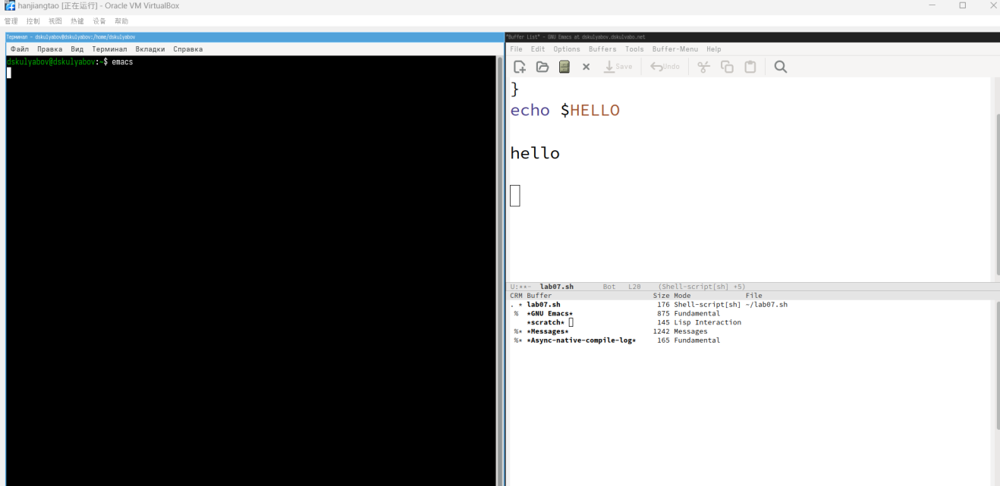 hanjiangtao [正在运行] - Oracle VM VirtualBox
管理 控制 视图 热键 设备 帮助
Терминал - dskulyabov@dskulyabov:/home/dskulyabov
Файл Правка Вид Терминал Вкладки Справка
dskulyabov@dskulyabov:~$ emacs
*Buffer List* - GNU Emacs at dskulyabov.dskulyabo.net
File Edit Options Buffers Tools Buffer-Menu Help
Save Undo
}
echo $HELLO
hello
U:**- lab07.sh Bot L20 (Shell-script[sh] +5)
CRM Buffer Size Mode File
. * lab07.sh 176 Shell-script[sh] ~/lab07.sh
% *GNU Emacs* 875 Fundamental
*scratch* 145 Lisp Interaction
%* *Messages* 1242 Messages
%* *Async-native-compile-log* 165 Fundamental